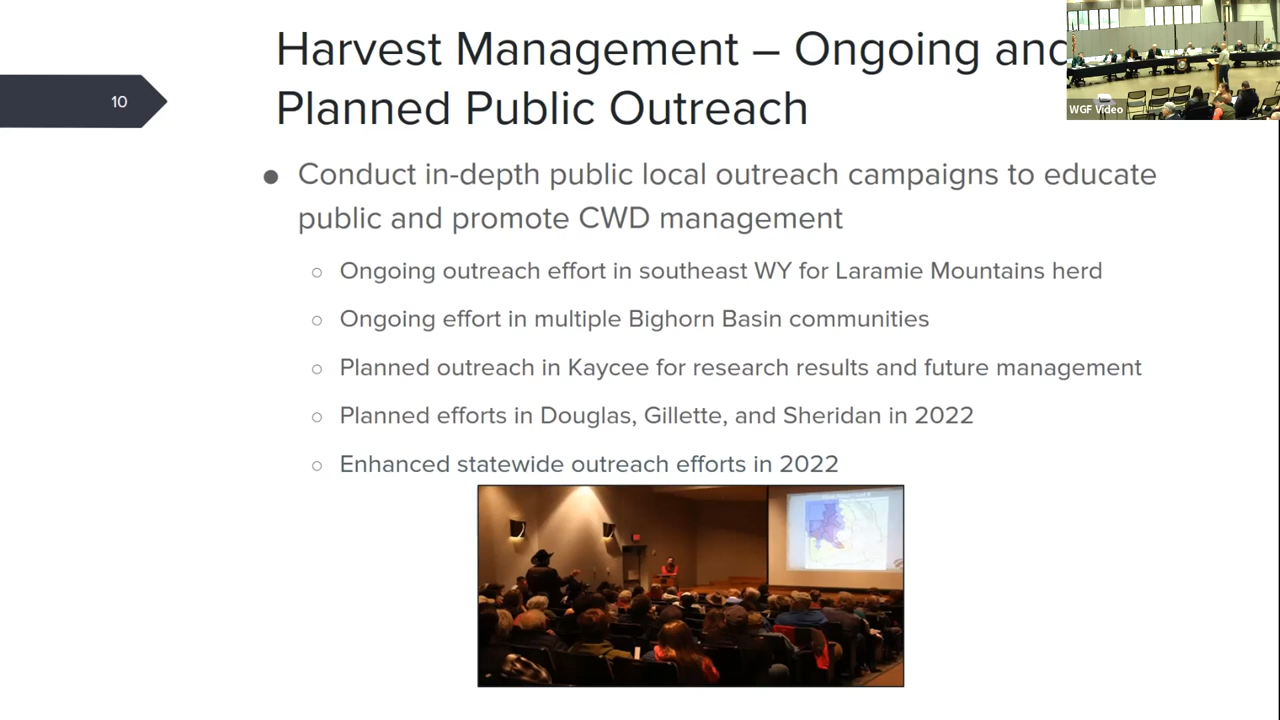 10
Harvest Management – Ongoing and
Planned Public Outreach
WGF Video
● Conduct in-depth public local outreach campaigns to educate
public and promote CWD management
○ Ongoing outreach effort in southeast WY for Laramie Mountains herd
○ Ongoing effort in multiple Bighorn Basin communities
○ Planned outreach in Kaycee for research results and future management
○ Planned efforts in Douglas, Gillette, and Sheridan in 2022
○ Enhanced statewide outreach efforts in 2022